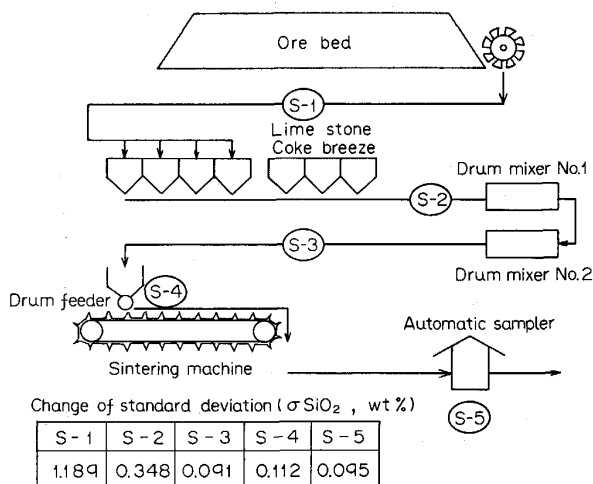 Ore bed
S-1
Lime stone
Coke breeze
Drum mixer No.1
S-2
S-3
Drum mixer No.2
S-4
Drum feeder
Automatic sampler
Sintering machine
S-5
Change of standard deviation (σSiO₂, wt%)
S-1 S-2 S-3 S-4 S-5
1.189 0.348 0.091 0.112 0.095